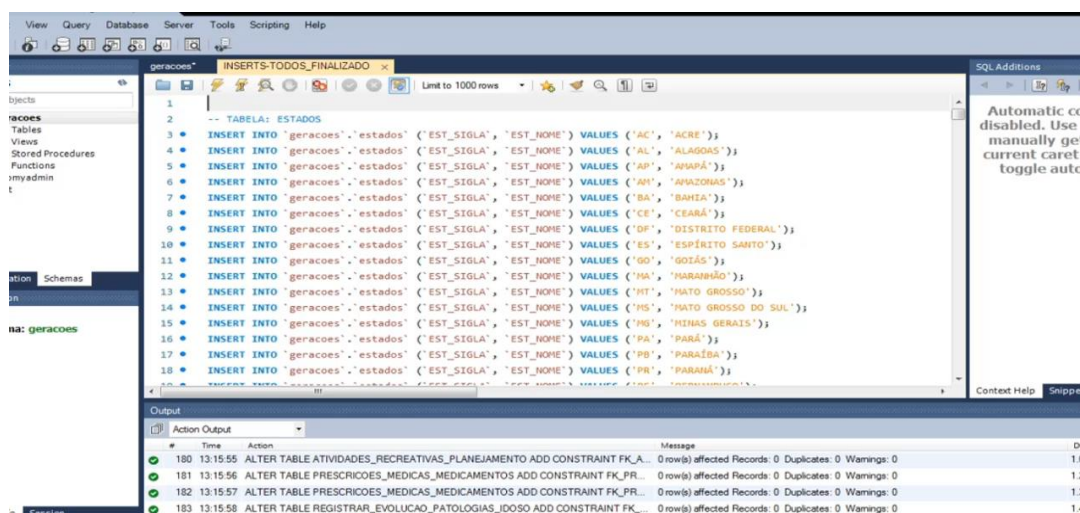 View Query Database Server Tools Scripting Help
geracoes* INSERTS-TODOS_FINALIZADO × SQL Additions
Limit to 1000 rows
bjects
racoes
Tables
Views
Stored Procedures
Functions
omyadmin
t
1
2 -- TABELA: ESTADOS
3 INSERT INTO `geracoes`.`estados` (`EST_SIGLA`, `EST_NOME`) VALUES ('AC', 'ACRE');
4 INSERT INTO `geracoes`.`estados` (`EST_SIGLA`, `EST_NOME`) VALUES ('AL', 'ALAGOAS');
5 INSERT INTO `geracoes`.`estados` (`EST_SIGLA`, `EST_NOME`) VALUES ('AP', 'AMAPÁ');
6 INSERT INTO `geracoes`.`estados` (`EST_SIGLA`, `EST_NOME`) VALUES ('AM', 'AMAZONAS');
7 INSERT INTO `geracoes`.`estados` (`EST_SIGLA`, `EST_NOME`) VALUES ('BA', 'BAHIA');
8 INSERT INTO `geracoes`.`estados` (`EST_SIGLA`, `EST_NOME`) VALUES ('CE', 'CEARÁ');
9 INSERT INTO `geracoes`.`estados` (`EST_SIGLA`, `EST_NOME`) VALUES ('DF', 'DISTRITO FEDERAL');
10 INSERT INTO `geracoes`.`estados` (`EST_SIGLA`, `EST_NOME`) VALUES ('ES', 'ESPÍRITO SANTO');
11 INSERT INTO `geracoes`.`estados` (`EST_SIGLA`, `EST_NOME`) VALUES ('GO', 'GOIÁS');
12 INSERT INTO `geracoes`.`estados` (`EST_SIGLA`, `EST_NOME`) VALUES ('MA', 'MARANHÃO');
13 INSERT INTO `geracoes`.`estados` (`EST_SIGLA`, `EST_NOME`) VALUES ('MT', 'MATO GROSSO');
14 INSERT INTO `geracoes`.`estados` (`EST_SIGLA`, `EST_NOME`) VALUES ('MS', 'MATO GROSSO DO SUL');
15 INSERT INTO `geracoes`.`estados` (`EST_SIGLA`, `EST_NOME`) VALUES ('MG', 'MINAS GERAIS');
16 INSERT INTO `geracoes`.`estados` (`EST_SIGLA`, `EST_NOME`) VALUES ('PA', 'PARÁ');
17 INSERT INTO `geracoes`.`estados` (`EST_SIGLA`, `EST_NOME`) VALUES ('PB', 'PARAÍBA');
18 INSERT INTO `geracoes`.`estados` (`EST_SIGLA`, `EST_NOME`) VALUES ('PR', 'PARANÁ');
Automatic co
disabled. Use
manually ge
current caret
toggle auto
ation Schemas
on
ma: geracoes
Context Help Snippe
Output
Action Output
# Time Action Message D
180 13:15:55 ALTER TABLE ATIVIDADES_RECREATIVAS_PLANEJAMENTO ADD CONSTRAINT FK_A... 0 row(s) affected Records: 0 Duplicates: 0 Warnings: 0
181 13:15:56 ALTER TABLE PRESCRICOES_MEDICAS_MEDICAMENTOS ADD CONSTRAINT FK_PR... 0 row(s) affected Records: 0 Duplicates: 0 Warnings: 0
182 13:15:57 ALTER TABLE PRESCRICOES_MEDICAS_MEDICAMENTOS ADD CONSTRAINT FK_PR... 0 row(s) affected Records: 0 Duplicates: 0 Warnings: 0
183 13:15:58 ALTER TABLE REGISTRAR_EVOLUCAO_PATOLOGIAS_IDOSO ADD CONSTRAINT FK_... 0 row(s) affected Records: 0 Duplicates: 0 Warnings: 0
Session